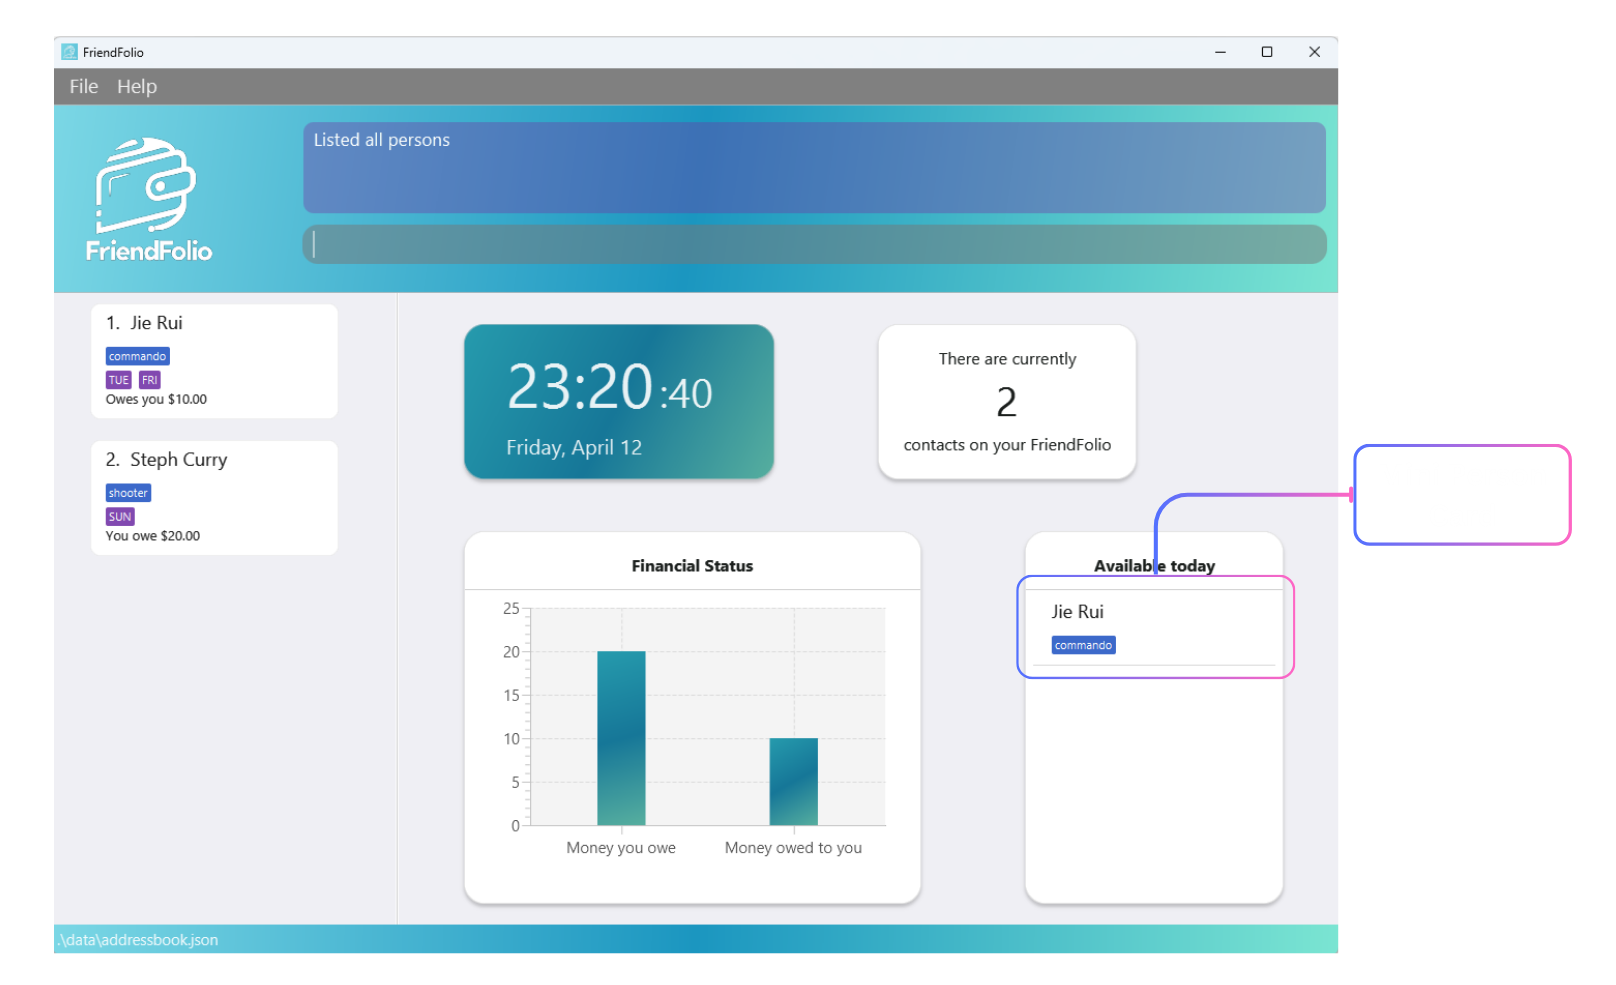 FriendFolio
File Help
Listed all persons
FriendFolio
1. Jie Rui
commando
TUE FRI
Owes you $10.00
2. Steph Curry
shooter
SUN
You owe $20.00
23:20:40
Friday, April 12
There are currently
2
contacts on your FriendFolio
Financial Status
25
20
15
10
5
0
Money you owe Money owed to you
Available today
Jie Rui
commando
.\data\addressbook.json